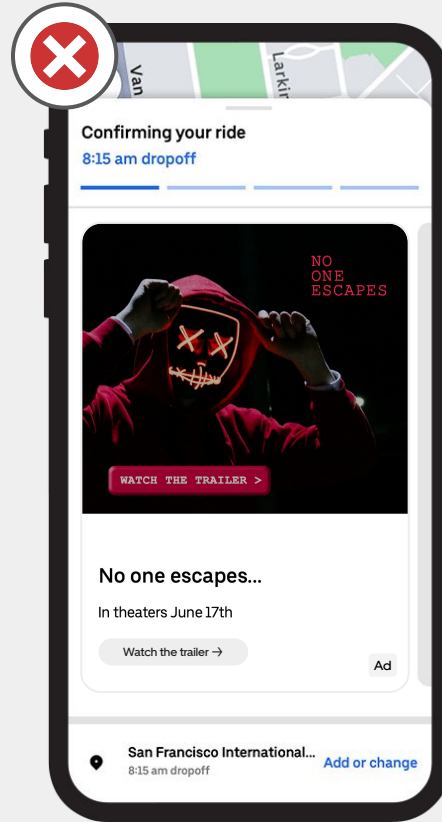 Van
Larkin
Confirming your ride
8:15 am dropoff
NO
ONE
ESCAPES
WATCH THE TRAILER >
No one escapes...
In theaters June 17th
Watch the trailer →
Ad
San Francisco International...
8:15 am dropoff
Add or change